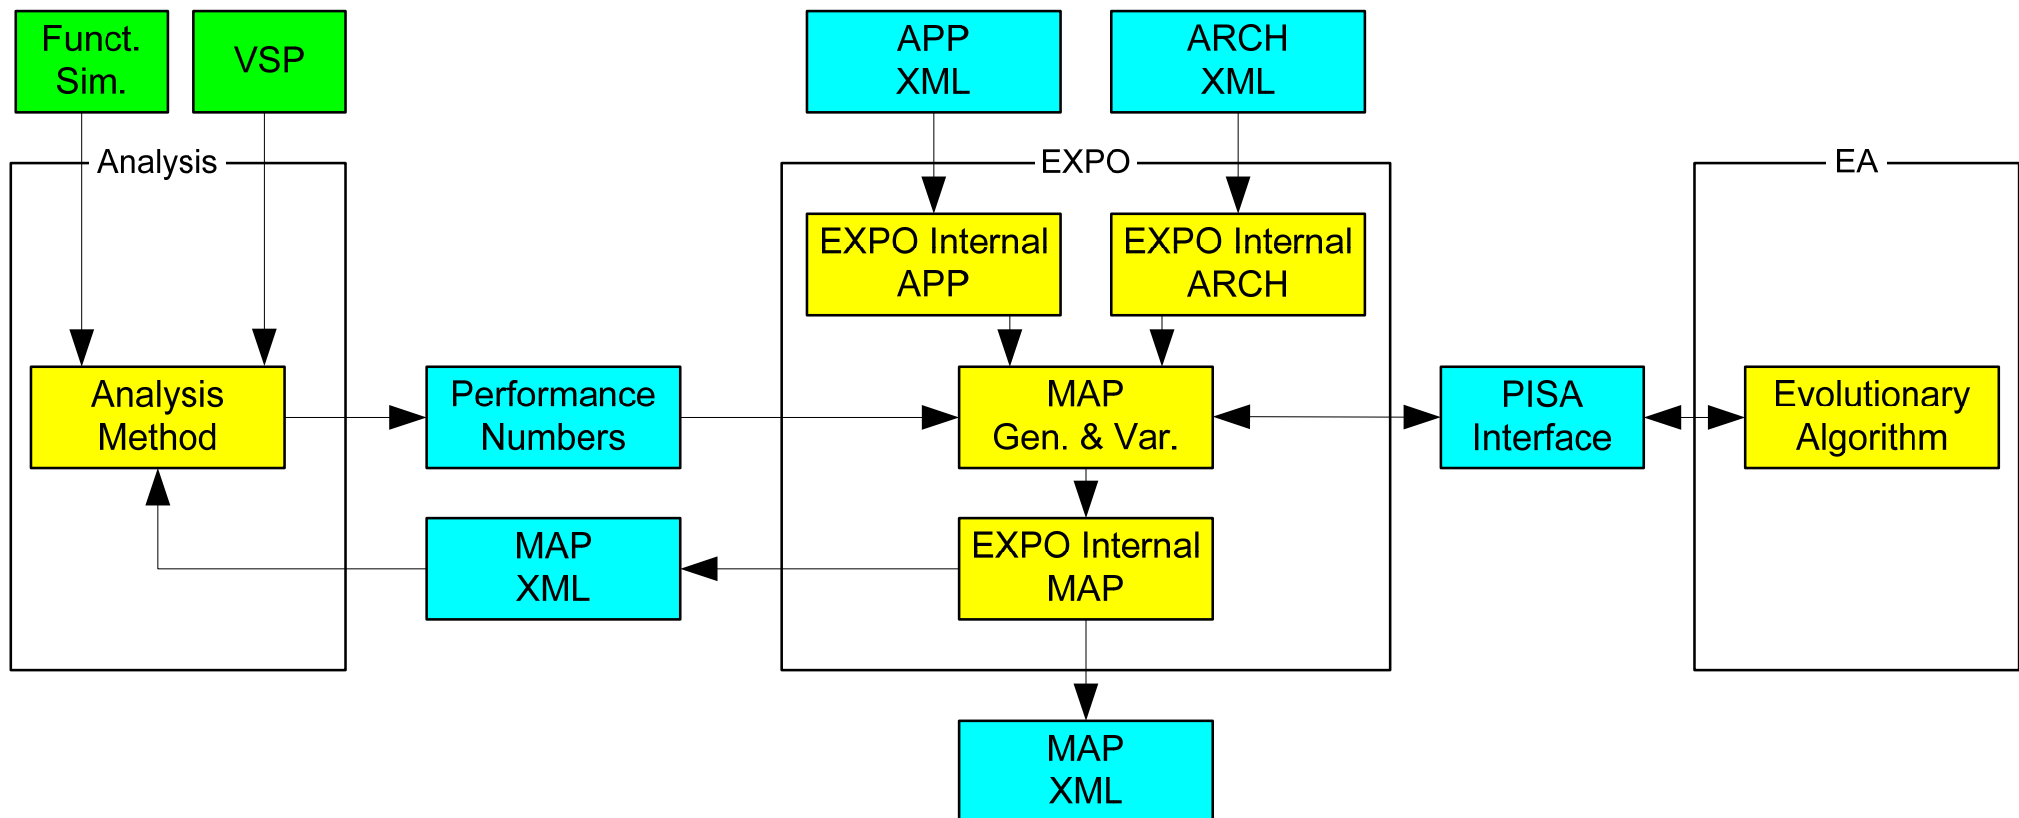 Funct.
Sim.
VSP
APP
XML
ARCH
XML
Analysis
EXPO
EA
EXPO Internal
APP
EXPO Internal
ARCH
Analysis
Method
Performance
Numbers
MAP
Gen. & Var.
PISA
Interface
Evolutionary
Algorithm
MAP
XML
EXPO Internal
MAP
MAP
XML